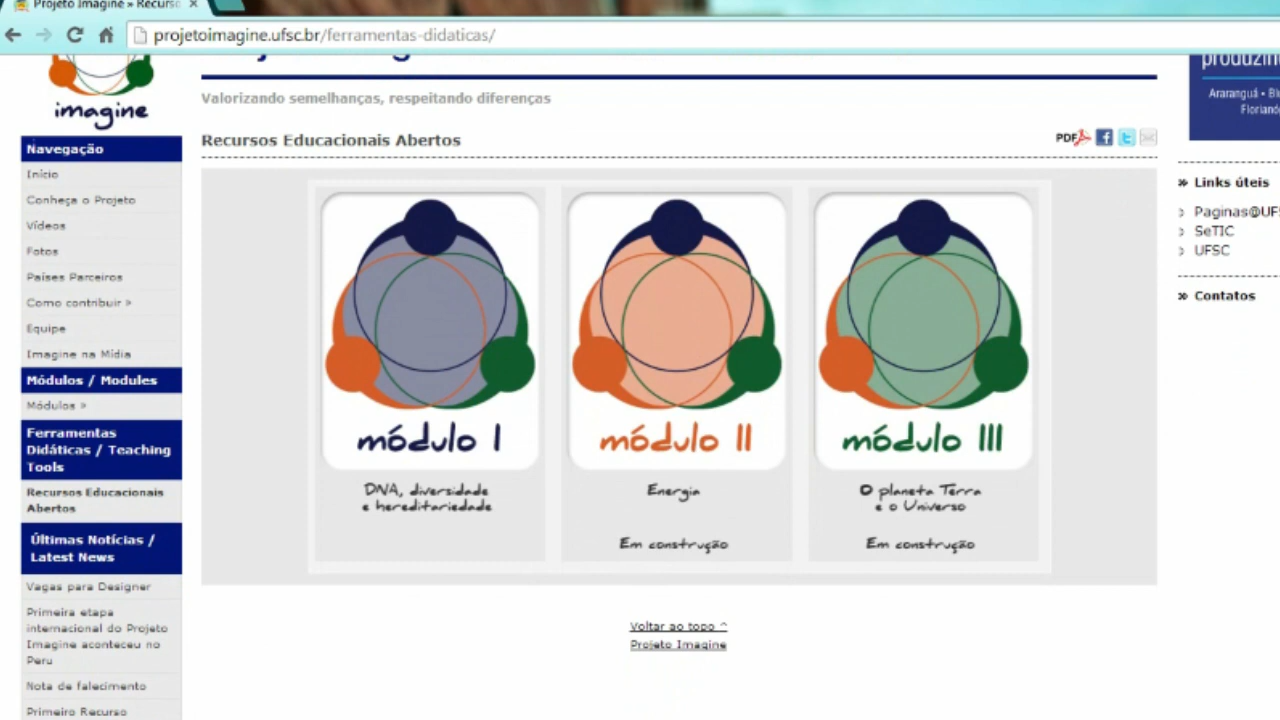 Projeto Imagine » Recurso
projetoimagine.ufsc.br/ferramentas-didaticas/
imagine
Navegação
Início
Conheça o Projeto
Vídeos
Fotos
Países Parceiros
Como contribuir »
Equipe
Imagine na Mídia
Módulos / Modules
Módulos »
Ferramentas
Didáticas / Teaching
Tools
Recursos Educacionais
Abertos
Últimas Notícias /
Latest News
Vagas para Designer
Primeira etapa
internacional do Projeto
Imagine aconteceu no
Peru
Nota de falecimento
Primeiro Recurso
Valorizando semelhanças, respeitando diferenças
Recursos Educacionais Abertos
PDF
módulo I
DNA, diversidade
e hereditariedade
módulo II
Energia
Em construção
módulo III
O planeta Terra
e o Universo
Em construção
Voltar ao topo ^
Projeto Imagine
Araranguá •
» Links úteis
Paginas@UFS
SeTIC
UFSC
» Contatos